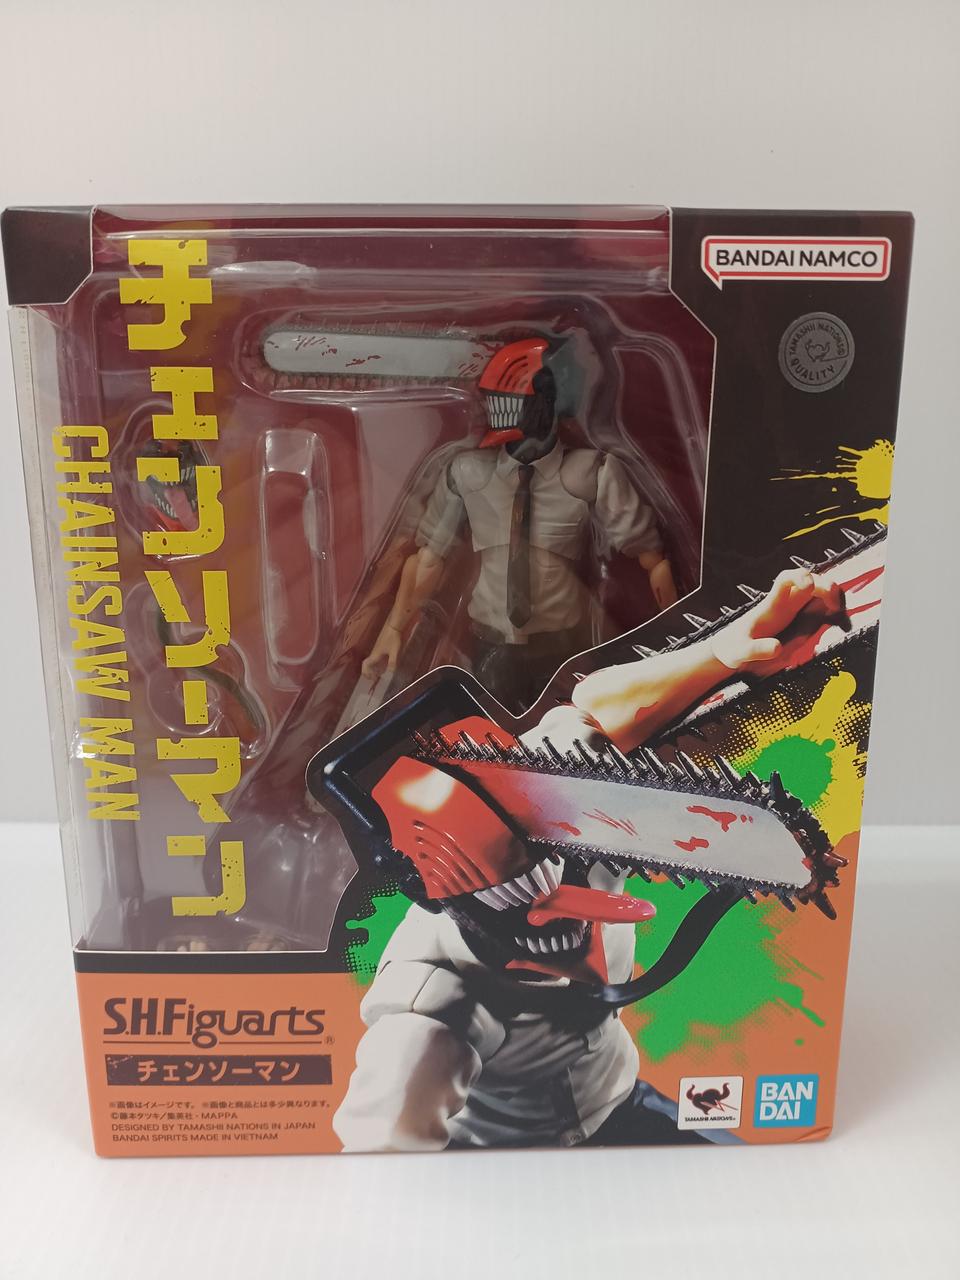 チェンソーマン
CHAINSAW MAN
BANDAI NAMCO
TAMASHII NATIONS
QUALITY
S.H.Figuarts®
チェンソーマン
※画像はイメージです。 ※画像と商品とは多少異なります。
©藤本タツキ／集英社・MAPPA
DESIGNED BY TAMASHII NATIONS IN JAPAN
BANDAI SPIRITS MADE IN VIETNAM
TAMASHII NATIONS
BAN
DAI